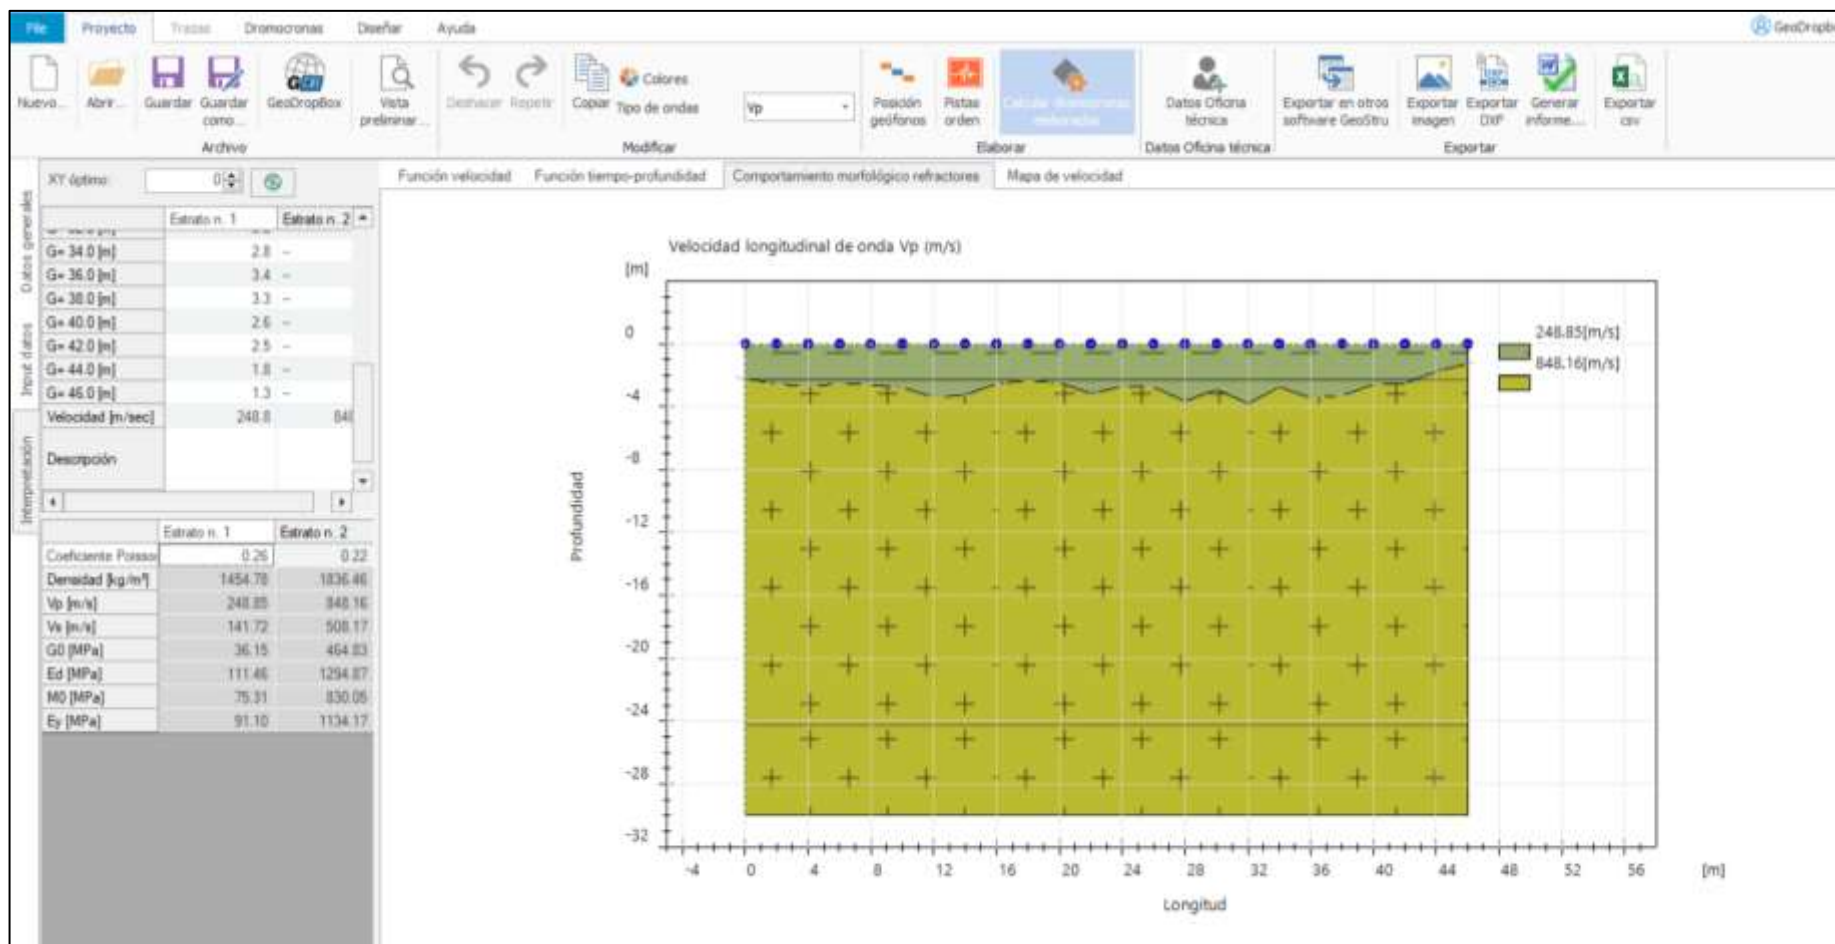 File Proyecto Trazas Dromocronas Diseñar Ayuda
Nuevo... Abrir... Guardar Guardar como... GeoDropBox Vista preliminar... Deshacer Repetir Copiar Colores
Tipo de ondas Vp
Posición geófonos Pistas orden Calcular dromocronas Datos Oficina técnica Exportar en otros software GeoStru Exportar imagen Exportar DXF Generar informe.... Exportar csv
Archivo Modificar Elaborar Datos Oficina técnica Exportar
Datos generales
Input datos
Interpretación
XY óptimo: 0
Función velocidad Función tiempo-profundidad Comportamiento morfológico refractores Mapa de velocidad
Estrato n. 1 Estrato n. 2
G= 34.0 [m] 2.8 --
G= 36.0 [m] 3.4 --
G= 38.0 [m] 3.3 --
G= 40.0 [m] 2.6 --
G= 42.0 [m] 2.5 --
G= 44.0 [m] 1.8 --
G= 46.0 [m] 1.3 --
Velocidad [m/sec] 248.8 848
Descripción
Estrato n. 1 Estrato n. 2
Coeficiente Poisson 0.26 0.22
Densidad [kg/m³] 1454.78 1836.46
Vp [m/s] 248.85 848.16
Vs [m/s] 141.72 508.17
G0 [MPa] 36.15 464.83
Ed [MPa] 111.46 1294.87
M0 [MPa] 75.31 830.05
Ey [MPa] 91.10 1134.17
Velocidad longitudinal de onda Vp (m/s)
[m]
0
-4
-8
-12
-16
-20
-24
-28
-32
Profundidad
248.85[m/s]
848.16[m/s]
-4 0 4 8 12 16 20 24 28 32 36 40 44 48 52 56 [m]
Longitud